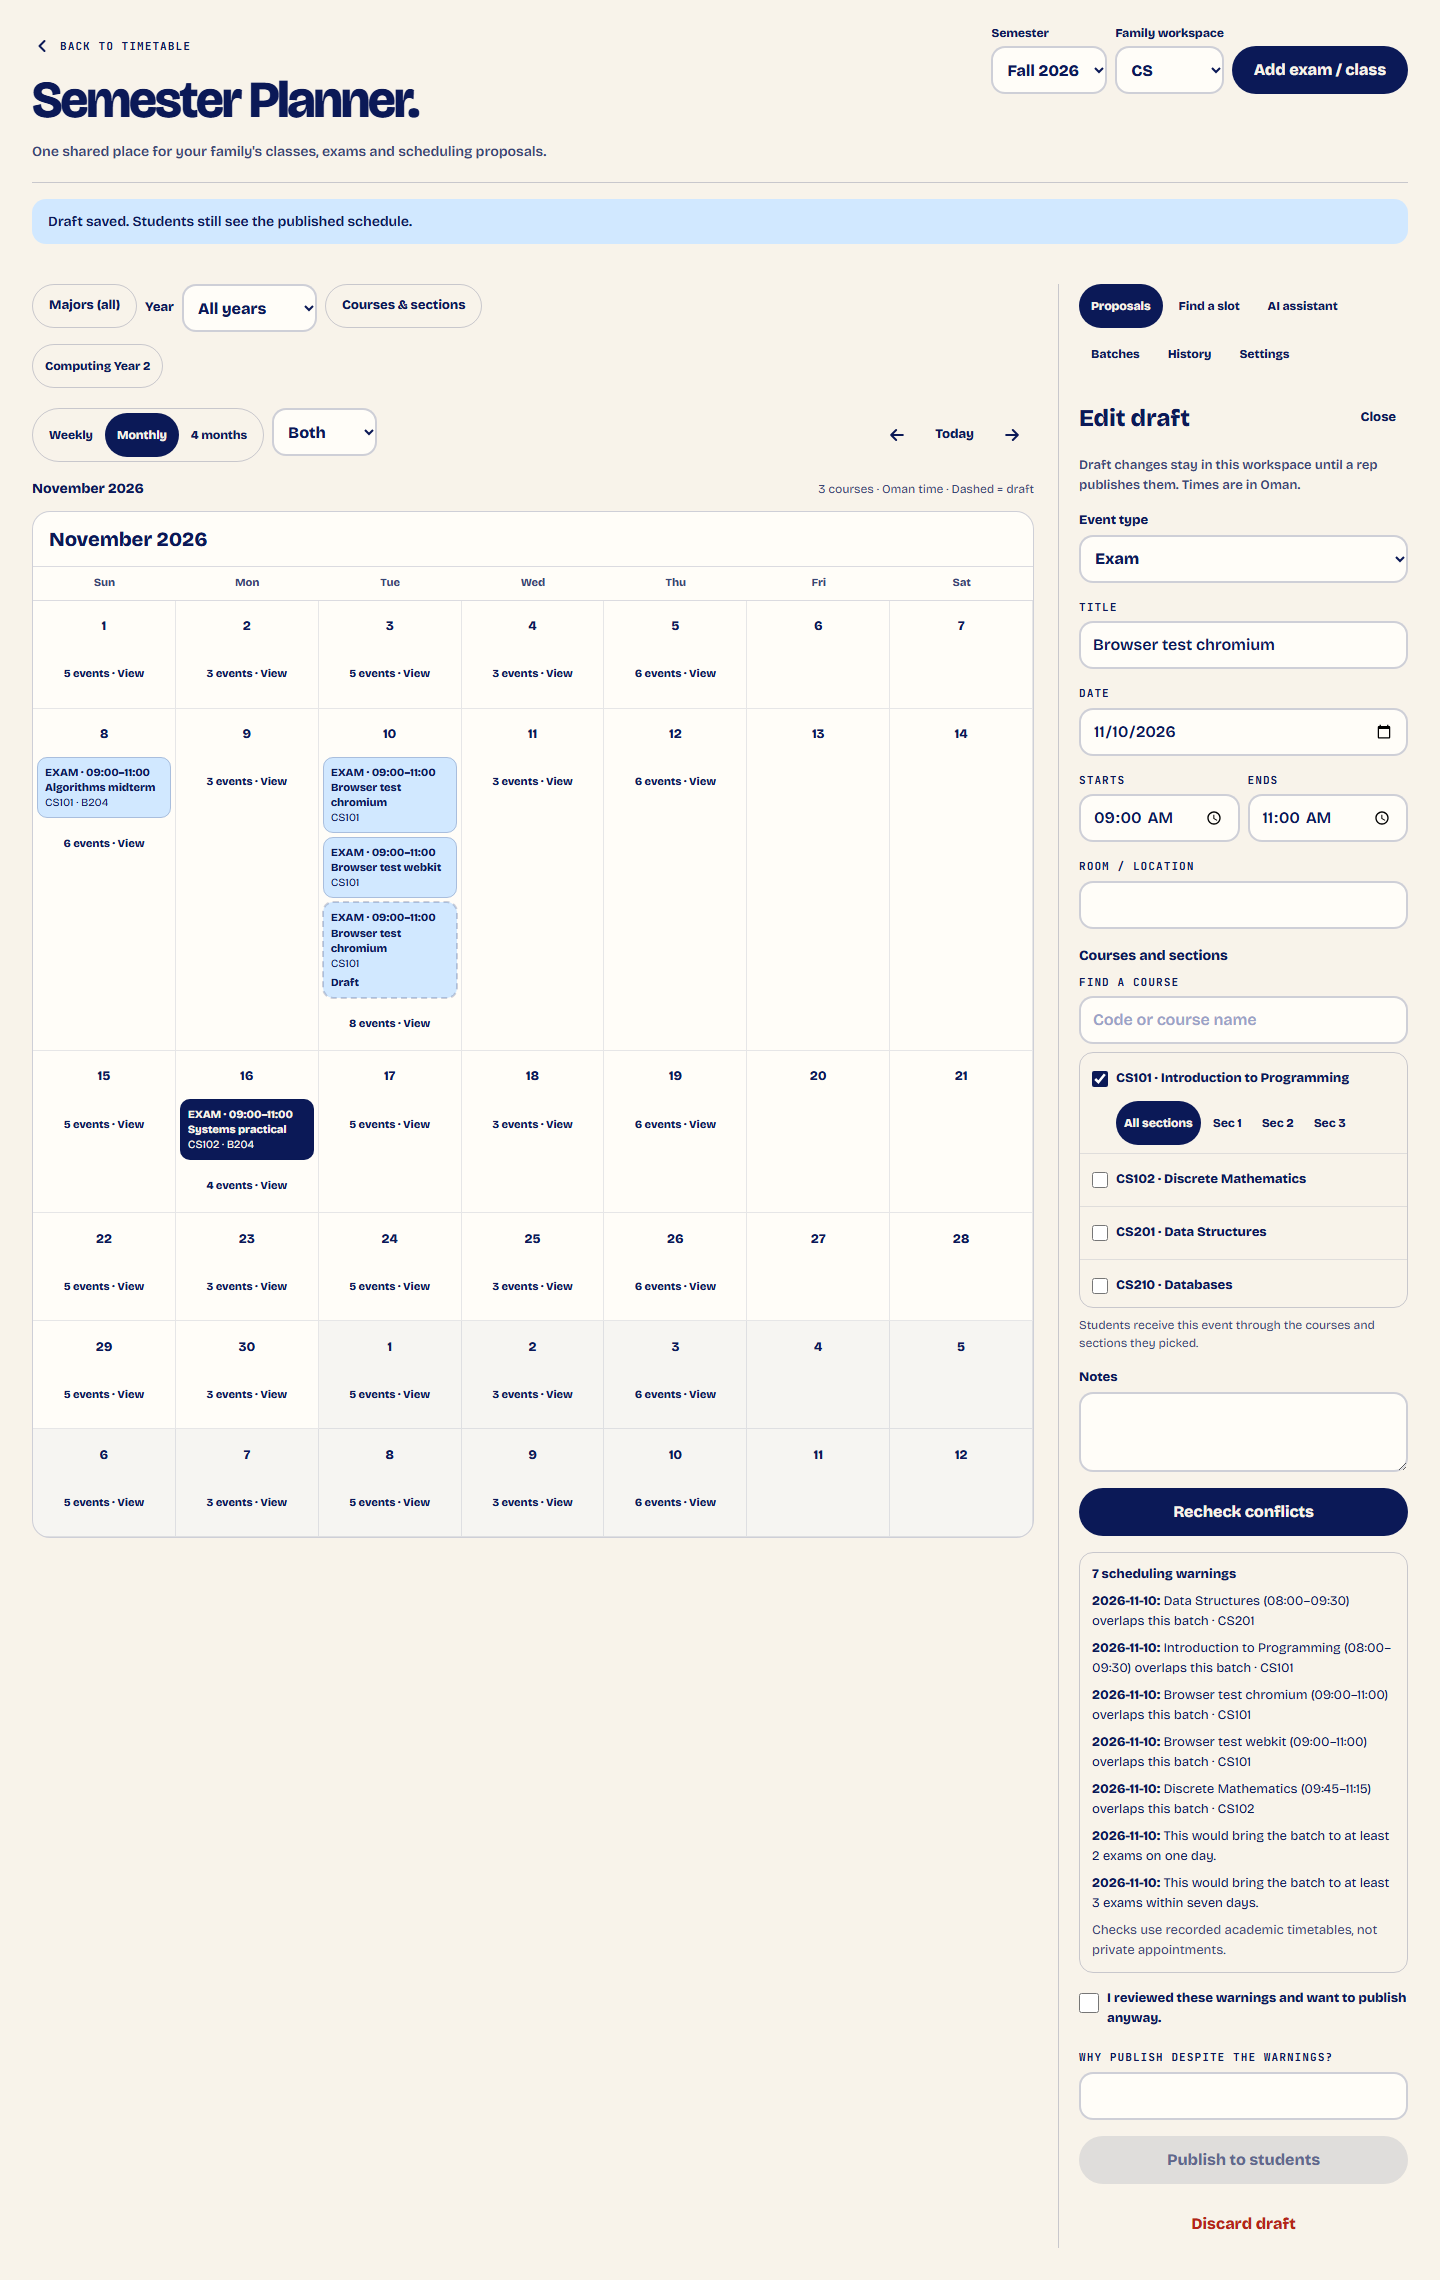 BACK TO TIMETABLE
Semester Planner.
One shared place for your family's classes, exams and scheduling proposals.
Semester
Family workspace
Fall 2026
CS
Add exam / class
Draft saved. Students still see the published schedule.
Majors (all)
Year
All years
Courses & sections
Computing Year 2
Weekly
Monthly
4 months
Both
Today
November 2026
3 courses · Oman time · Dashed = draft
November 2026
Sun
Mon
Tue
Wed
Thu
Fri
Sat
1
2
3
4
5
6
7
5 events · View
3 events · View
5 events · View
3 events · View
6 events · View
8
9
10
11
12
13
14
EXAM · 09:00–11:00
Algorithms midterm
CS101 · B204
6 events · View
3 events · View
EXAM · 09:00–11:00
Browser test
chromium
CS101
EXAM · 09:00–11:00
Browser test webkit
CS101
EXAM · 09:00–11:00
Browser test
chromium
CS101
Draft
8 events · View
3 events · View
6 events · View
15
16
17
18
19
20
21
5 events · View
EXAM · 09:00–11:00
Systems practical
CS102 · B204
4 events · View
5 events · View
3 events · View
6 events · View
22
23
24
25
26
27
28
5 events · View
3 events · View
5 events · View
3 events · View
6 events · View
29
30
1
2
3
4
5
5 events · View
3 events · View
5 events · View
3 events · View
6 events · View
6
7
8
9
10
11
12
5 events · View
3 events · View
5 events · View
3 events · View
6 events · View
Proposals
Find a slot
AI assistant
Batches
History
Settings
Edit draft
Close
Draft changes stay in this workspace until a rep
publishes them. Times are in Oman.
Event type
Exam
TITLE
Browser test chromium
DATE
11/10/2026
STARTS
ENDS
09:00 AM
11:00 AM
ROOM / LOCATION
Courses and sections
FIND A COURSE
Code or course name
CS101 · Introduction to Programming
All sections
Sec 1
Sec 2
Sec 3
CS102 · Discrete Mathematics
CS201 · Data Structures
CS210 · Databases
Students receive this event through the courses and
sections they picked.
Notes
Recheck conflicts
7 scheduling warnings
2026-11-10: Data Structures (08:00–09:30)
overlaps this batch · CS201
2026-11-10: Introduction to Programming (08:00–
09:30) overlaps this batch · CS101
2026-11-10: Browser test chromium (09:00–11:00)
overlaps this batch · CS101
2026-11-10: Browser test webkit (09:00–11:00)
overlaps this batch · CS101
2026-11-10: Discrete Mathematics (09:45–11:15)
overlaps this batch · CS102
2026-11-10: This would bring the batch to at least
2 exams on one day.
2026-11-10: This would bring the batch to at least
3 exams within seven days.
Checks use recorded academic timetables, not
private appointments.
I reviewed these warnings and want to publish
anyway.
WHY PUBLISH DESPITE THE WARNINGS?
Publish to students
Discard draft